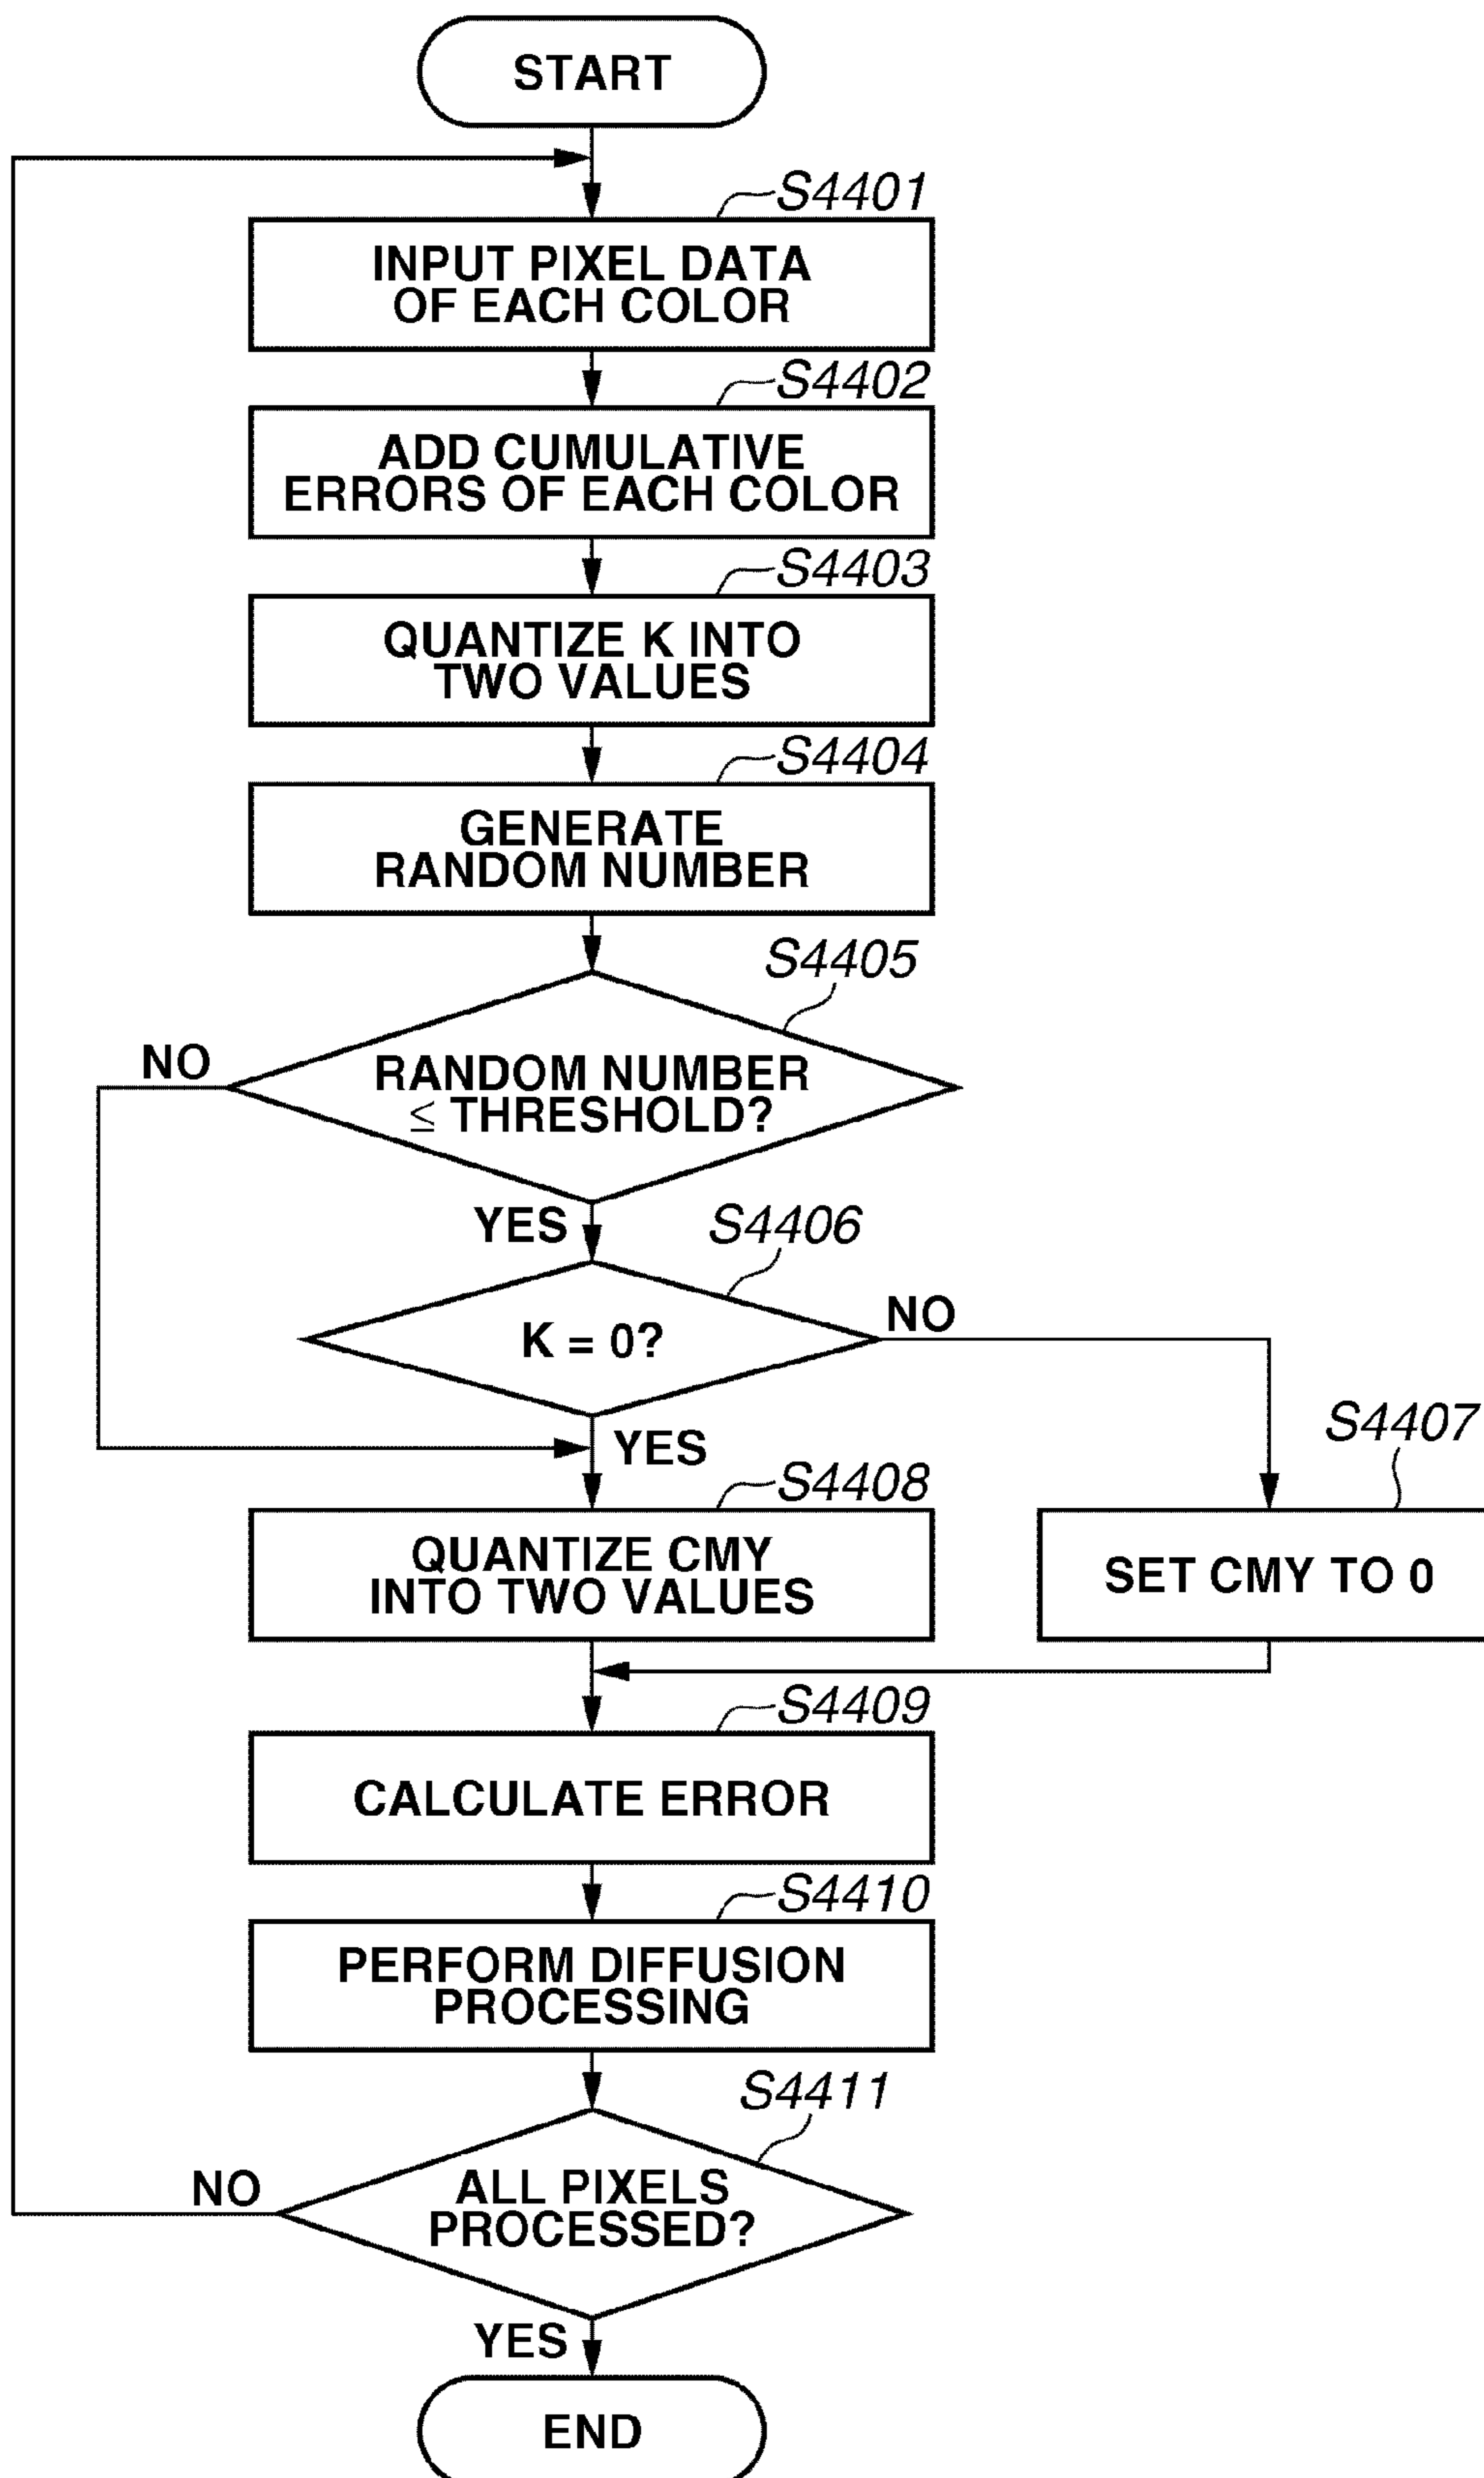 START
S4401
INPUT PIXEL DATA
OF EACH COLOR
S4402
ADD CUMULATIVE
ERRORS OF EACH COLOR
S4403
QUANTIZE K INTO
TWO VALUES
S4404
GENERATE
RANDOM NUMBER
S4405
NO
RANDOM NUMBER
≤ THRESHOLD?
YES
S4406
K = 0?
NO
YES
S4407
S4408
QUANTIZE CMY
INTO TWO VALUES
SET CMY TO 0
S4409
CALCULATE ERROR
S4410
PERFORM DIFFUSION
PROCESSING
S4411
NO
ALL PIXELS
PROCESSED?
YES
END